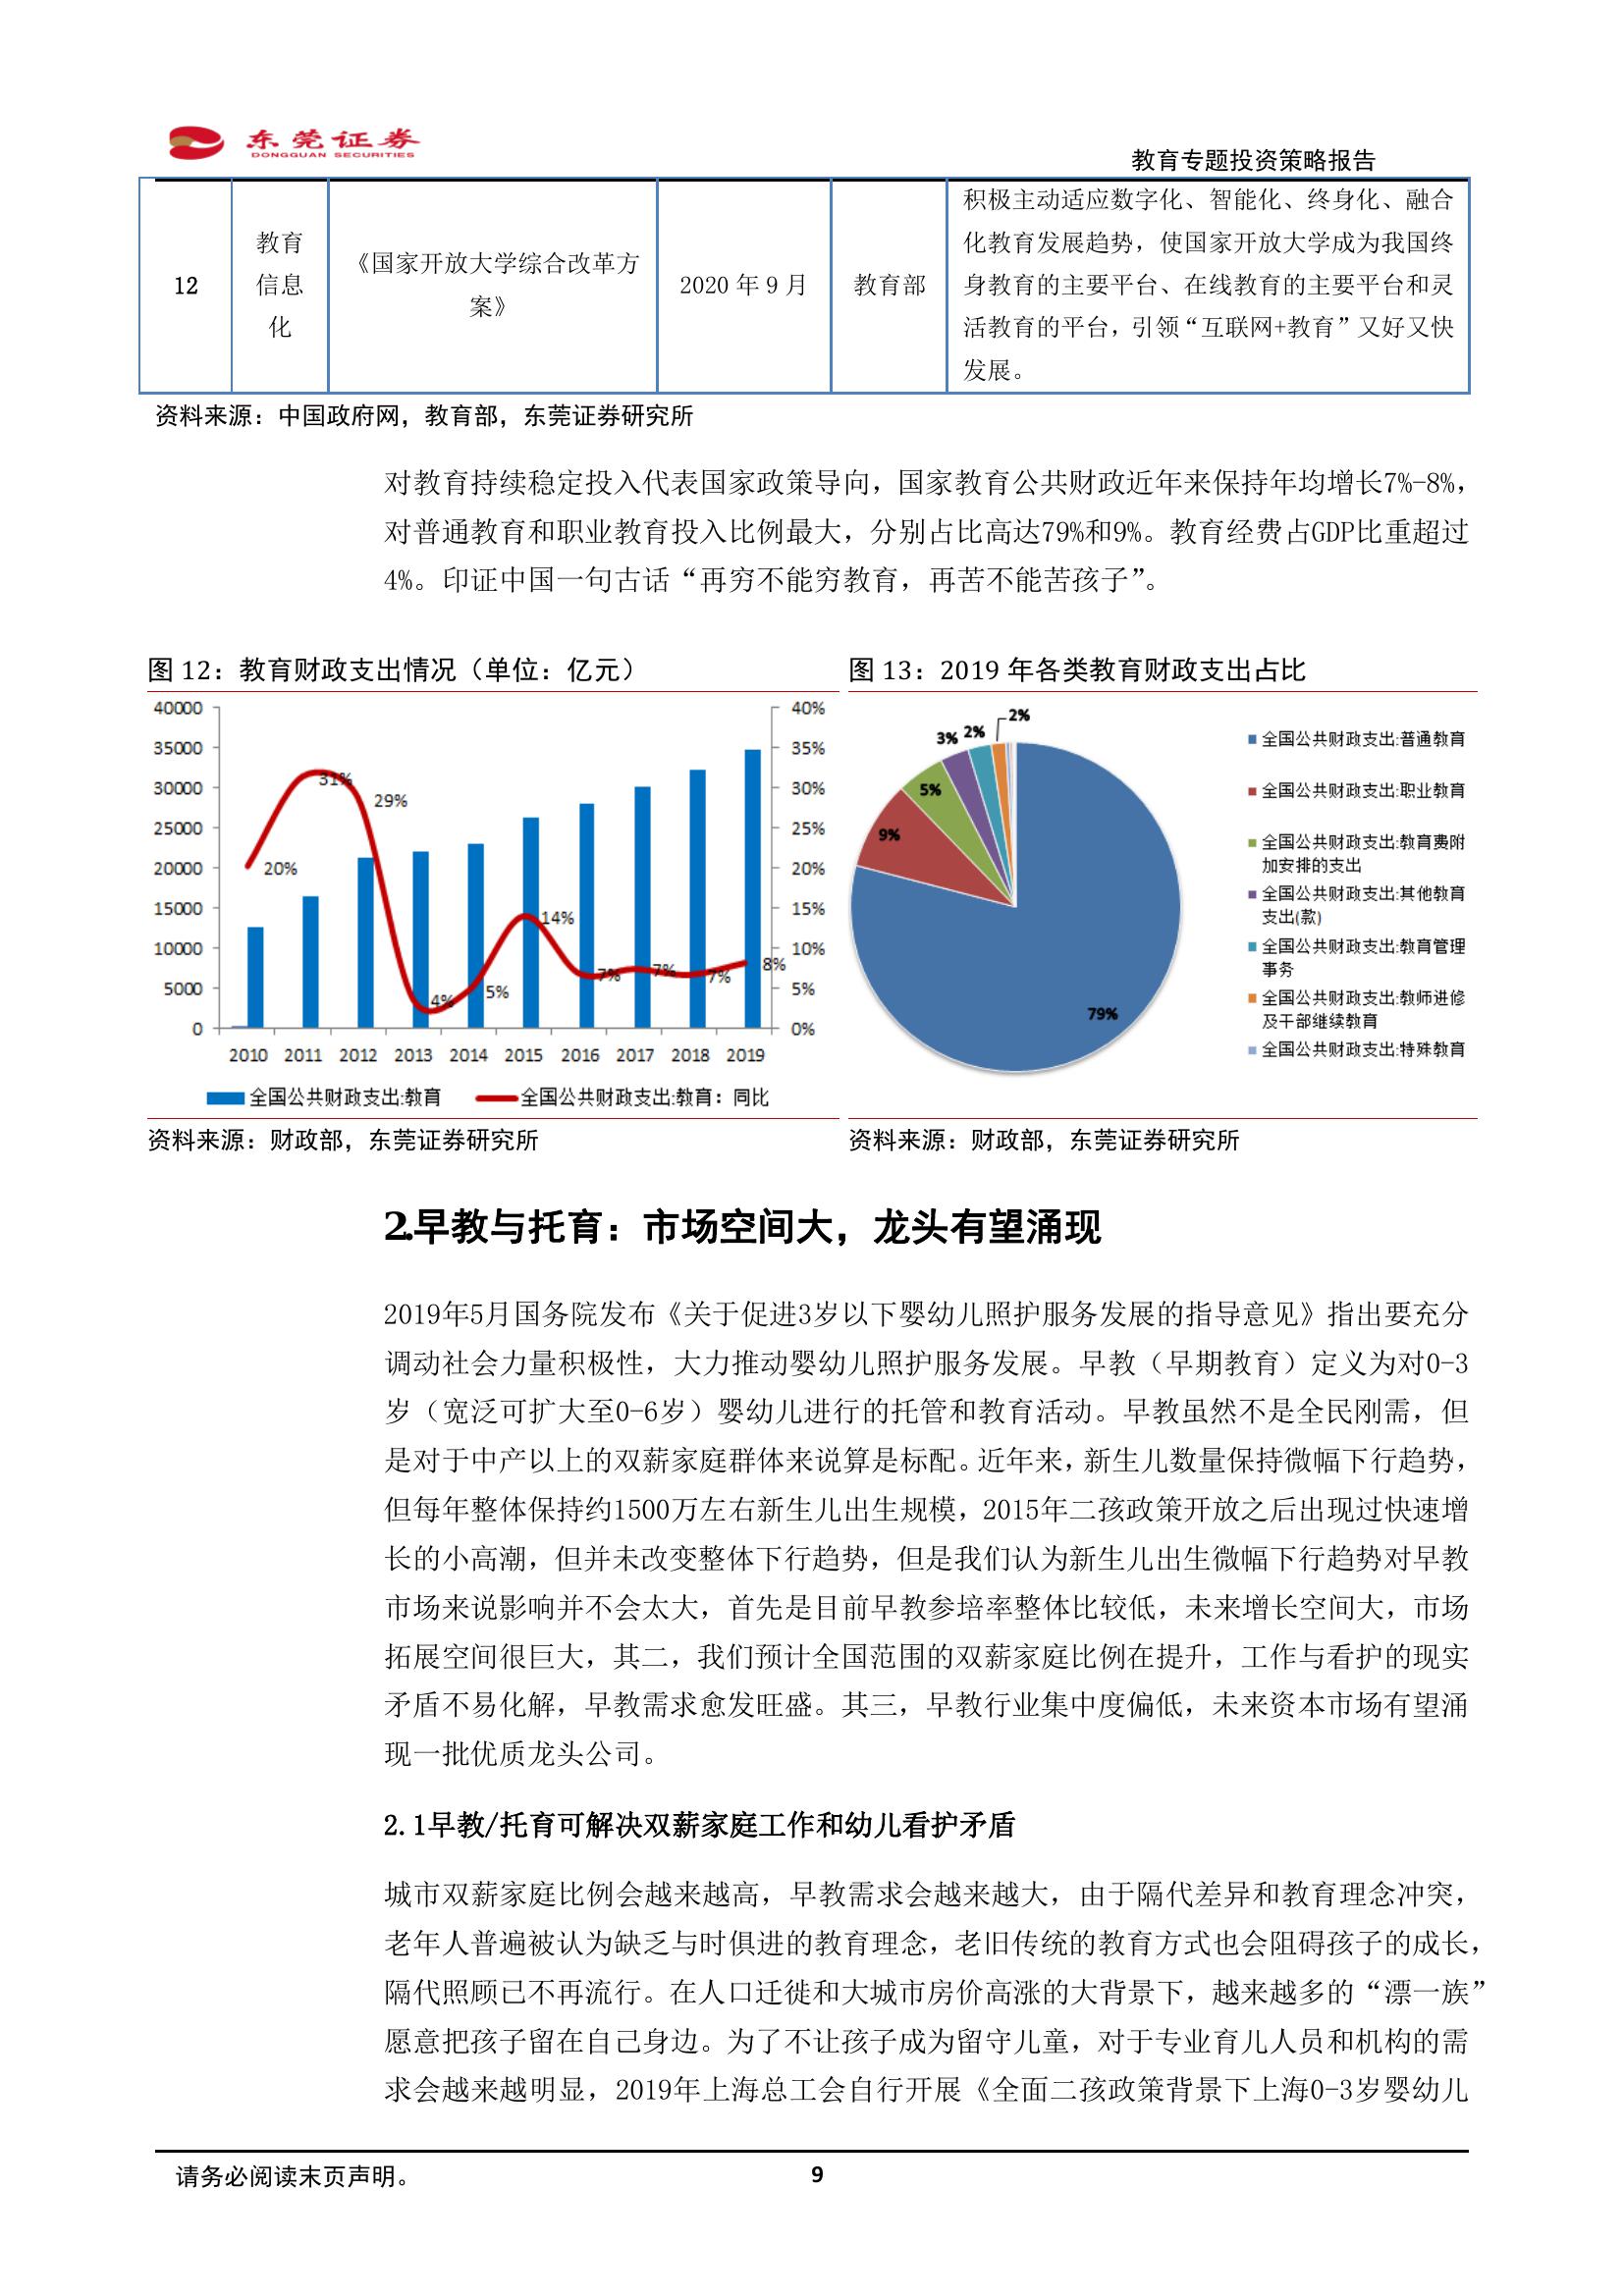 东莞证券
DONGGUAN SECURITIES
教育专题投资策略报告
12
教育
信息
化
《国家开放大学综合改革方
案》
2020 年 9 月
教育部
积极主动适应数字化、智能化、终身化、融合
化教育发展趋势，使国家开放大学成为我国终
身教育的主要平台、在线教育的主要平台和灵
活教育的平台，引领“互联网+教育”又好又快
发展。
资料来源：中国政府网，教育部，东莞证券研究所
对教育持续稳定投入代表国家政策导向，国家教育公共财政近年来保持年均增长7%-8%，
对普通教育和职业教育投入比例最大，分别占比高达79%和9%。教育经费占GDP比重超过
4%。印证中国一句古话“再穷不能穷教育，再苦不能苦孩子”。
图 12：教育财政支出情况（单位：亿元）
40000
35000
30000
25000
20000
15000
10000
5000
0
40%
35%
30%
25%
20%
15%
10%
5%
0%
20%
31%
29%
4%
5%
14%
7%
7%
7%
8%
2010 2011 2012 2013 2014 2015 2016 2017 2018 2019
全国公共财政支出:教育 全国公共财政支出:教育：同比
资料来源：财政部，东莞证券研究所
图 13：2019 年各类教育财政支出占比
79%
9%
5%
3%
2%
2%
全国公共财政支出:普通教育
全国公共财政支出:职业教育
全国公共财政支出:教育费附
加安排的支出
全国公共财政支出:其他教育
支出(款)
全国公共财政支出:教育管理
事务
全国公共财政支出:教师进修
及干部继续教育
全国公共财政支出:特殊教育
资料来源：财政部，东莞证券研究所
2.早教与托育：市场空间大，龙头有望涌现
2019年5月国务院发布《关于促进3岁以下婴幼儿照护服务发展的指导意见》指出要充分
调动社会力量积极性，大力推动婴幼儿照护服务发展。早教（早期教育）定义为对0-3
岁（宽泛可扩大至0-6岁）婴幼儿进行的托管和教育活动。早教虽然不是全民刚需，但
是对于中产以上的双薪家庭群体来说算是标配。近年来，新生儿数量保持微幅下行趋势，
但每年整体保持约1500万左右新生儿出生规模，2015年二孩政策开放之后出现过快速增
长的小高潮，但并未改变整体下行趋势，但是我们认为新生儿出生微幅下行趋势对早教
市场来说影响并不会太大，首先是目前早教参培率整体比较低，未来增长空间大，市场
拓展空间很巨大，其二，我们预计全国范围的双薪家庭比例在提升，工作与看护的现实
矛盾不易化解，早教需求愈发旺盛。其三，早教行业集中度偏低，未来资本市场有望涌
现一批优质龙头公司。
2.1早教/托育可解决双薪家庭工作和幼儿看护矛盾
城市双薪家庭比例会越来越高，早教需求会越来越大，由于隔代差异和教育理念冲突，
老年人普遍被认为缺乏与时俱进的教育理念，老旧传统的教育方式也会阻碍孩子的成长，
隔代照顾已不再流行。在人口迁徙和大城市房价高涨的大背景下，越来越多的“漂一族”
愿意把孩子留在自己身边。为了不让孩子成为留守儿童，对于专业育儿人员和机构的需
求会越来越明显，2019年上海总工会自行开展《全面二孩政策背景下上海0-3岁婴幼儿
请务必阅读末页声明。
9